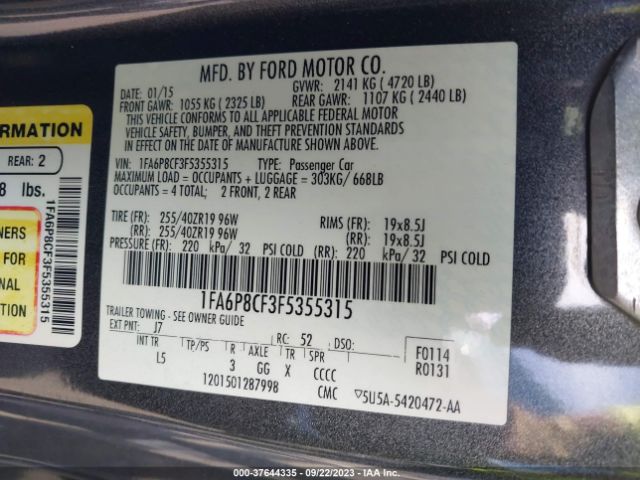 MFD. BY FORD MOTOR CO.
DATE: 01/15 GVWR: 2141 KG ( 4720 LB)
FRONT GAWR: 1055 KG ( 2325 LB) REAR GAWR: 1107 KG ( 2440 LB)
THIS VEHICLE CONFORMS TO ALL APPLICABLE FEDERAL MOTOR
VEHICLE SAFETY, BUMPER, AND THEFT PREVENTION STANDARDS
IN EFFECT ON THE DATE OF MANUFACTURE SHOWN ABOVE.
VIN: 1FA6P8CF3F5355315 TYPE: Passenger Car
MAXIMUM LOAD = OCCUPANTS + LUGGAGE = 303KG/ 668LB
OCCUPANTS = 4 TOTAL; 2 FRONT, 2 REAR
TIRE (FR): 255/40ZR19 96W RIMS (FR): 19x8.5J
(RR): 255/40ZR19 96W (RR): 19x8.5J
PRESSURE (FR): 220 kPa/ 32 PSI COLD (RR): 220 kPa/ 32 PSI COLD
1FA6P8CF3F5355315
TRAILER TOWING - SEE OWNER GUIDE
EXT PNT: J7 RC: 52 DSO:
INT TR TP/PS R AXLE TR SPR F0114
L5 3 GG X CCCC R0131
1201501287998 CMC ▽5U5A-5420472-AA
ORMATION
REAR: 2
8 lbs.
NERS
FOR
ONAL
TION
1FA6P8CF3F5355315
000-37644335 - 09/22/2023 - IAA Inc.